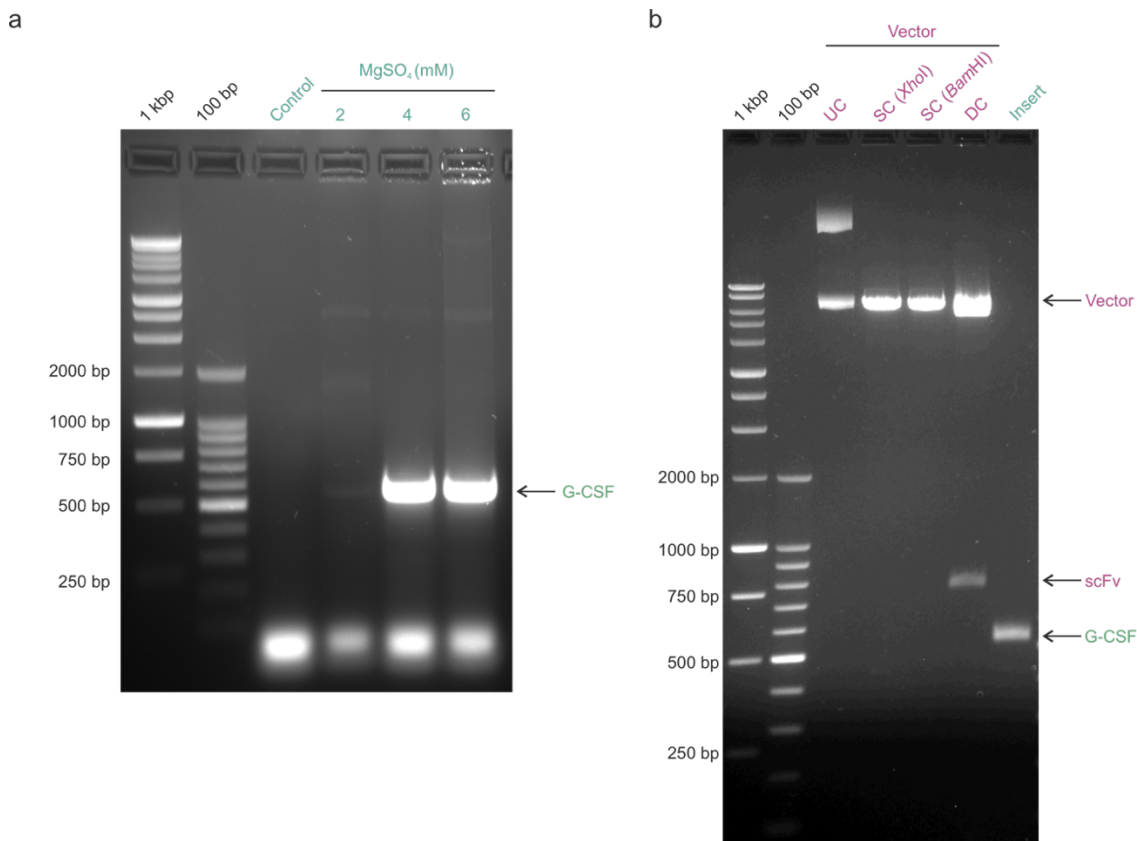 a
MgSO₄ (mM)
1 kbp
100 bp
Control
2
4
6
2000 bp
1000 bp
750 bp
500 bp
250 bp
G-CSF
b
Vector
1 kbp
100 bp
UC
SC (XhoI)
SC (BamHI)
DC
Insert
Vector
2000 bp
1000 bp
scFv
750 bp
G-CSF
500 bp
250 bp